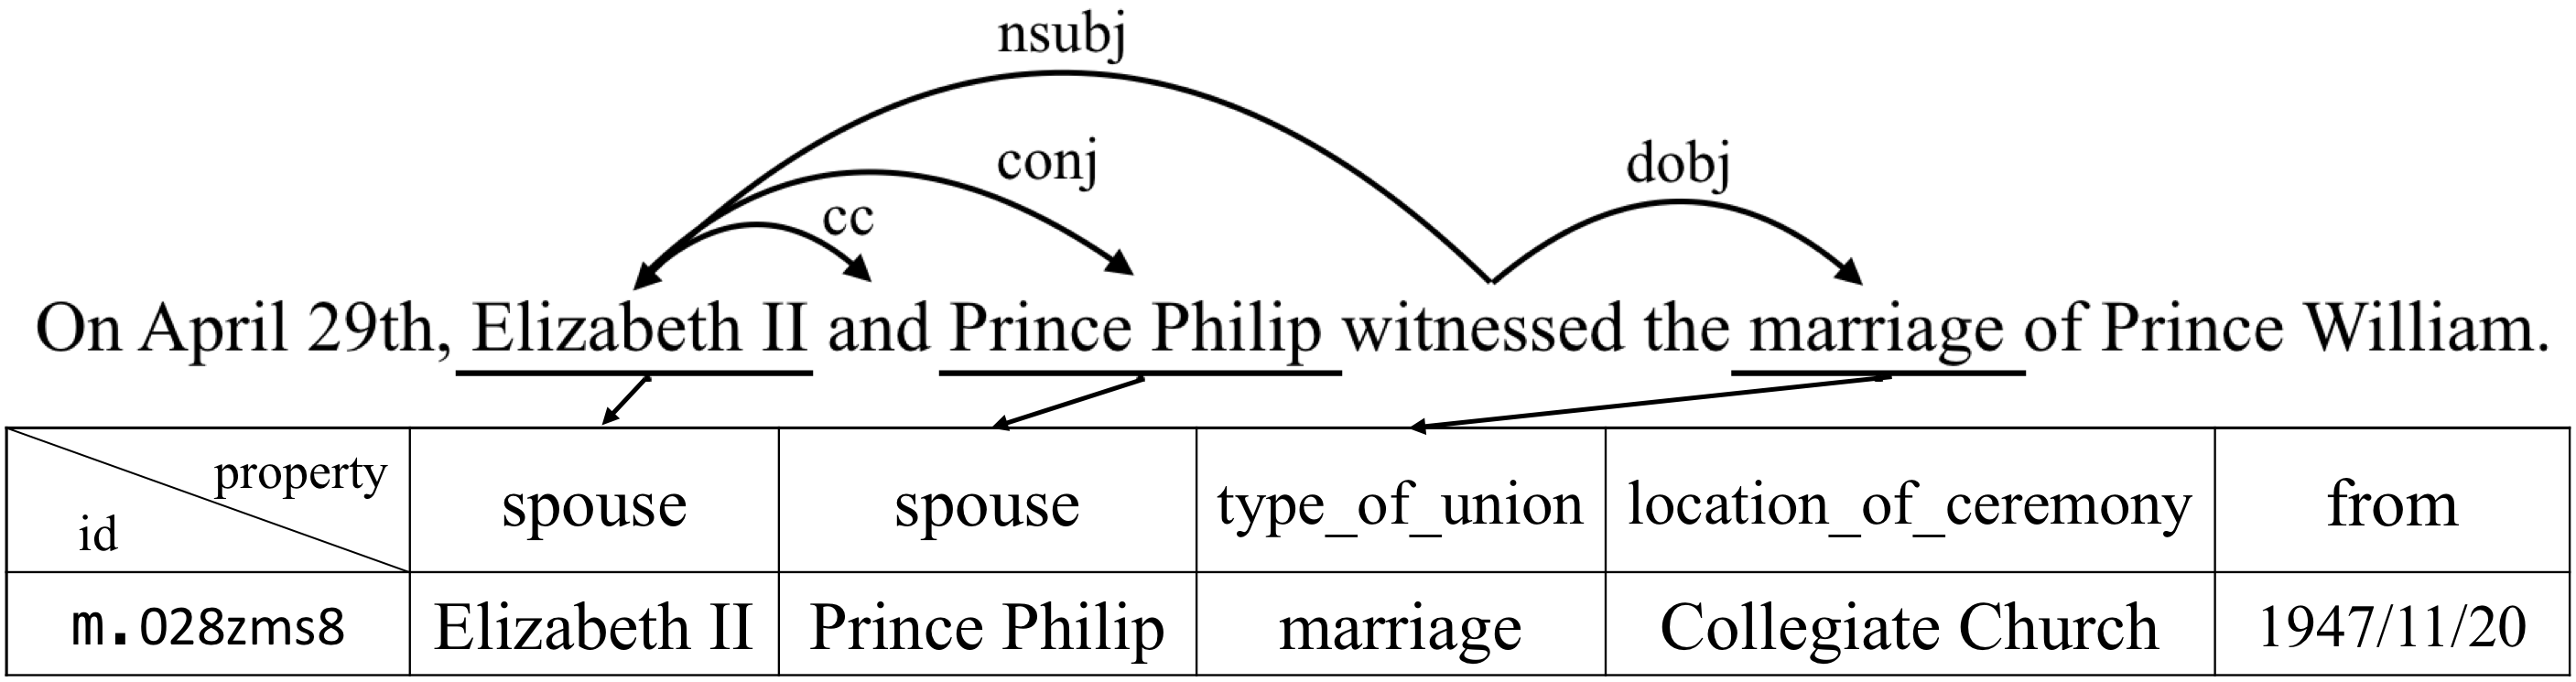 nsubj
conj
dobj
cc
On April 29th, Elizabeth II and Prince Philip witnessed the marriage of Prince William.
property
id
spouse
spouse
type_of_union
location_of_ceremony
from
m.028zms8
Elizabeth II
Prince Philip
marriage
Collegiate Church
1947/11/20